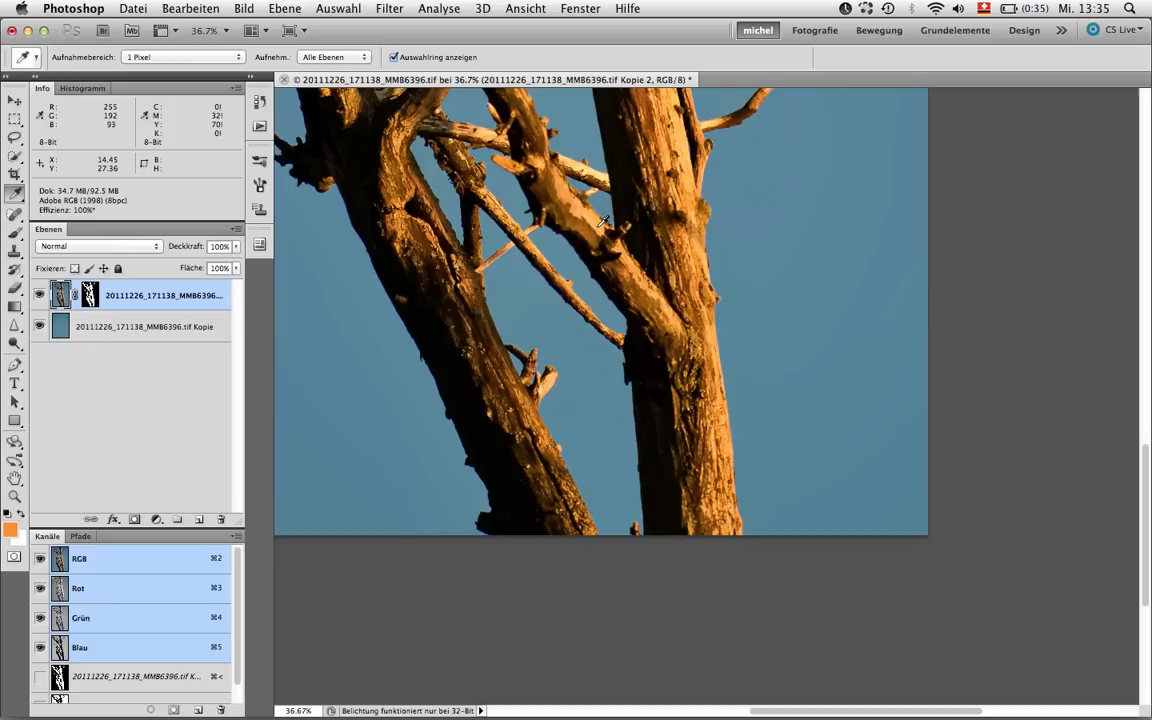 Photoshop Datei Bearbeiten Bild Ebene Auswahl Filter Analyse 3D Ansicht Fenster Hilfe (0:35) Mi. 13:35
Ps Br Mb 36.7% michel Fotografie Bewegung Grundelemente Design CS Live
Aufnahmebereich: 1 Pixel Aufnehm.: Alle Ebenen Auswahlring anzeigen
© 20111226_171138_MMB6396.tif bei 36.7% (20111226_171138_MMB6396.tif Kopie 2, RGB/8) *
Info Histogramm
R: 255 C: 0!
G: 192 M: 32!
B: 93 Y: 70!
K: 0!
8-Bit 8-Bit
X: 14.45 B:
Y: 27.36 H:
Dok: 34.7 MB/92.5 MB
Adobe RGB (1998) (8bpc)
Effizienz: 100%*
Ebenen
Normal Deckkraft: 100%
Fixieren: Fläche: 100%
20111226_171138_MMB6396....
20111226_171138_MMB6396.tif Kopie
Kanäle Pfade
RGB ⌘2
Rot ⌘3
Grün ⌘4
Blau ⌘5
20111226_171138_MMB6396.tif K... ⌘<
36.67% Belichtung funktioniert nur bei 32-Bit